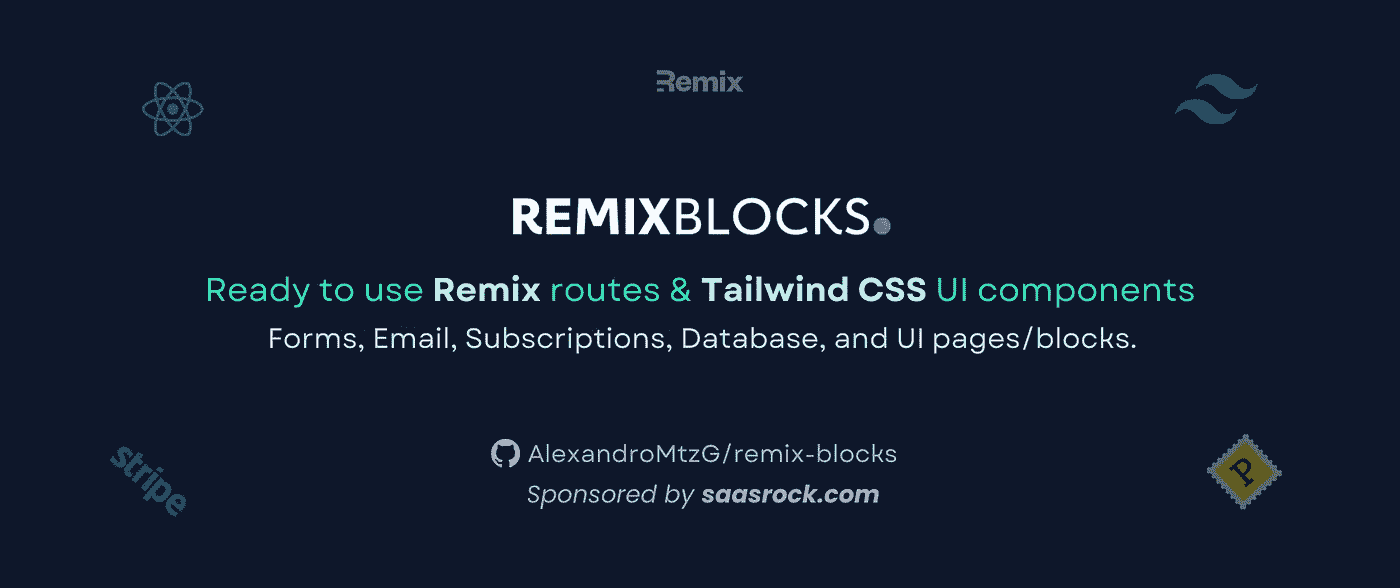 Remix
REMIXBLOCKS.
Ready to use Remix routes & Tailwind CSS UI components
Forms, Email, Subscriptions, Database, and UI pages/blocks.
AlexandroMtzG/remix-blocks
Sponsored by saasrock.com
stripe
P